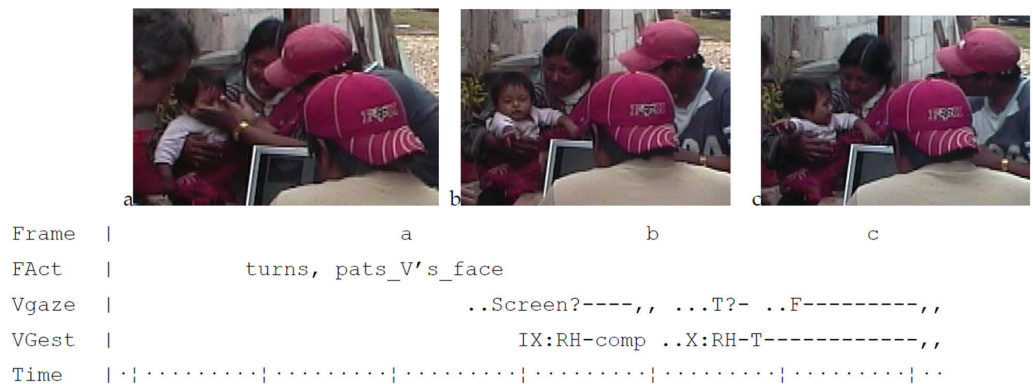 a b c
Frame | a b c
FAct | turns, pats_V's_face
Vgaze | ..Screen?----,, ...T?- ..F---------,,
VGest | IX:RH-comp ..X:RH-T------------,,
Time | ·¦·········¦·········¦·········¦·········¦·········¦·········¦··